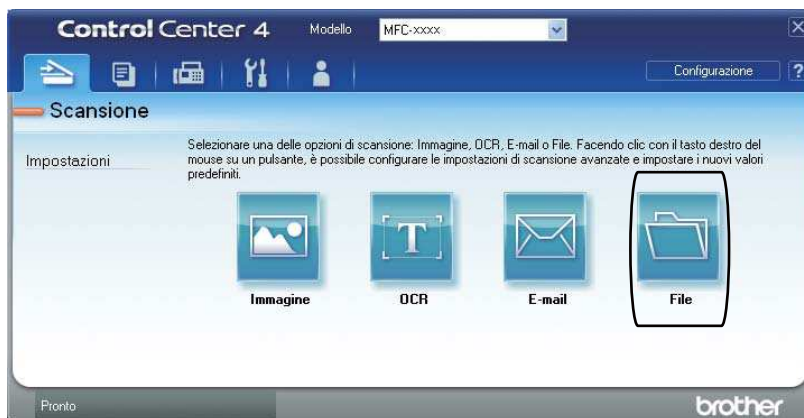 Control Center 4 Modello MFC-xxxx
Configurazione ?
Scansione
Impostazioni
Selezionare una delle opzioni di scansione: Immagine, OCR, E-mail o File. Facendo clic con il tasto destro del
mouse su un pulsante, è possibile configurare le impostazioni di scansione avanzate e impostare i nuovi valori
predefiniti.
T
Immagine OCR E-mail File
Pronto brother